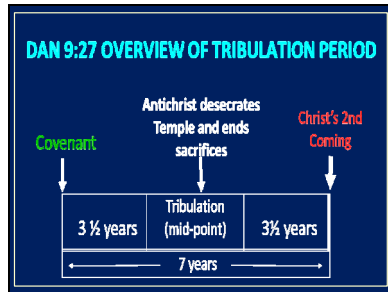 DAN 9:27 OVERVIEW OF TRIBULATION PERIOD
Antichrist desecrates
Temple and ends
sacrifices
Christ's 2nd
Coming
Covenant
3 ½ years
Tribulation
(mid-point)
3½ years
7 years